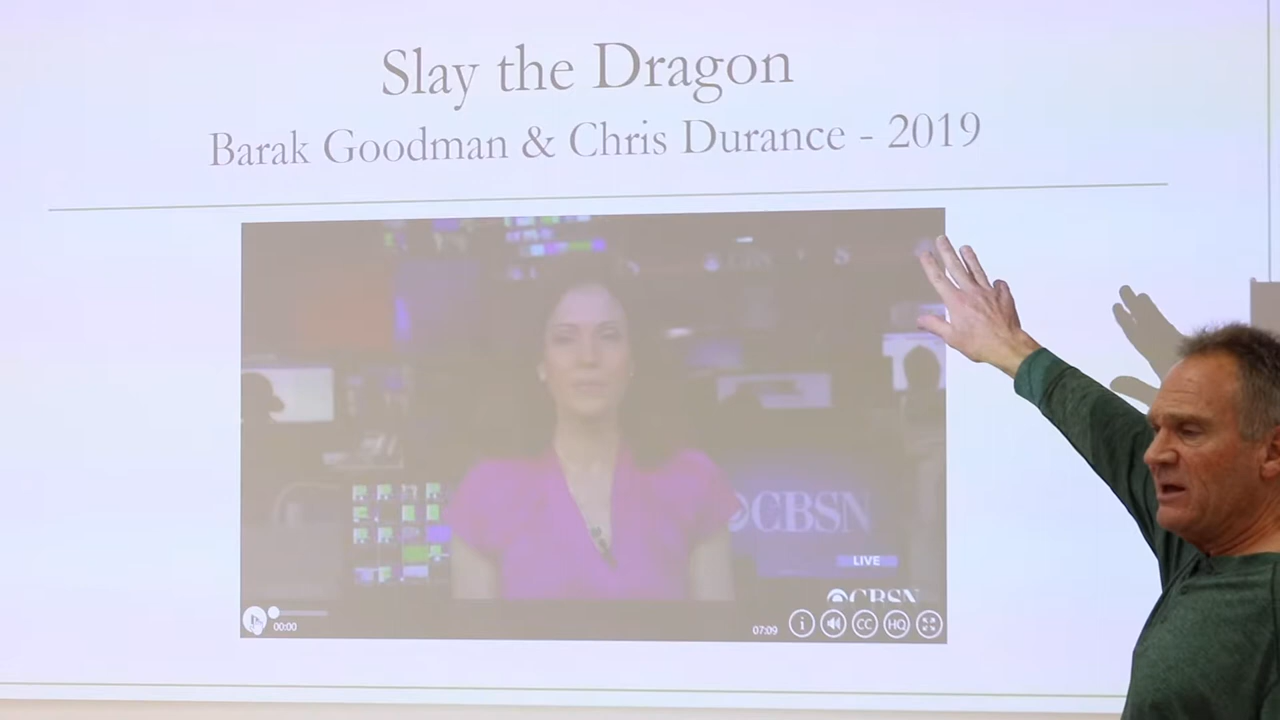 Slay the Dragon
Barak Goodman & Chris Durance - 2019
CBSN
LIVE
CBSN
00:00
07:09
i
CC
HQ